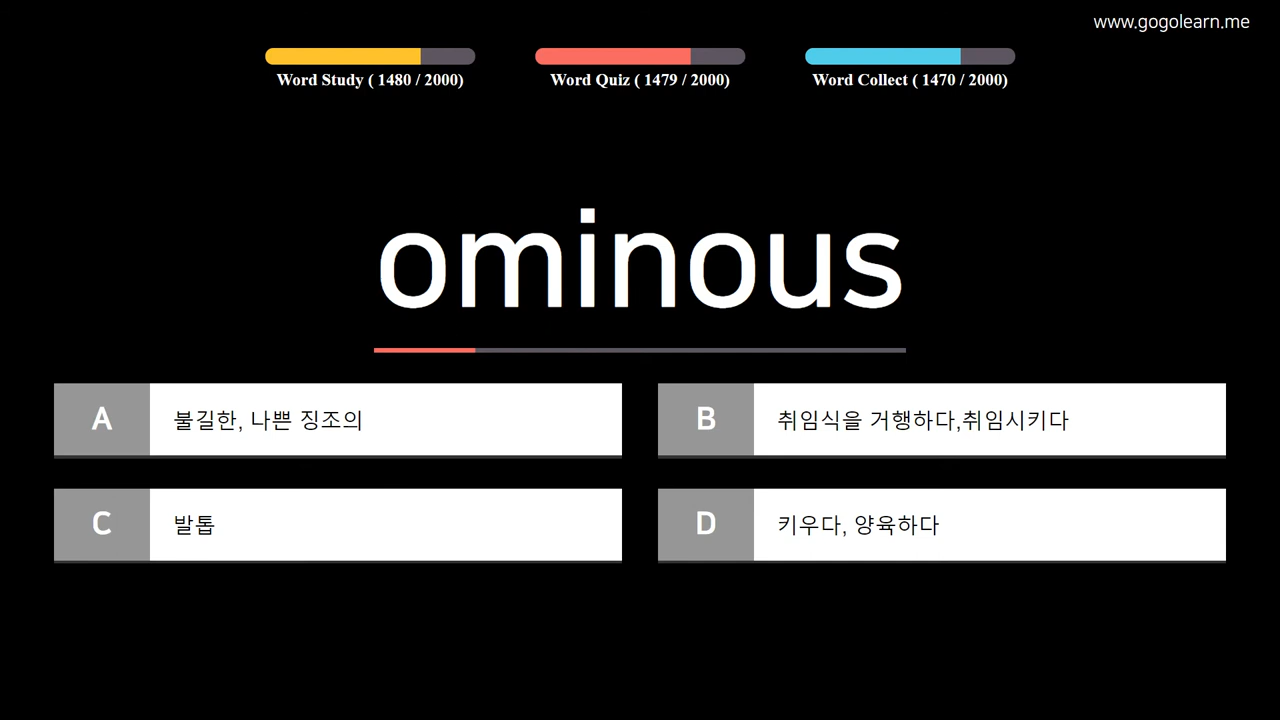 www.gogolearn.me
Word Study ( 1480 / 2000)
Word Quiz ( 1479 / 2000)
Word Collect ( 1470 / 2000)
ominous
A 불길한, 나쁜 징조의
B 취임식을 거행하다,취임시키다
C 발톱
D 키우다, 양육하다